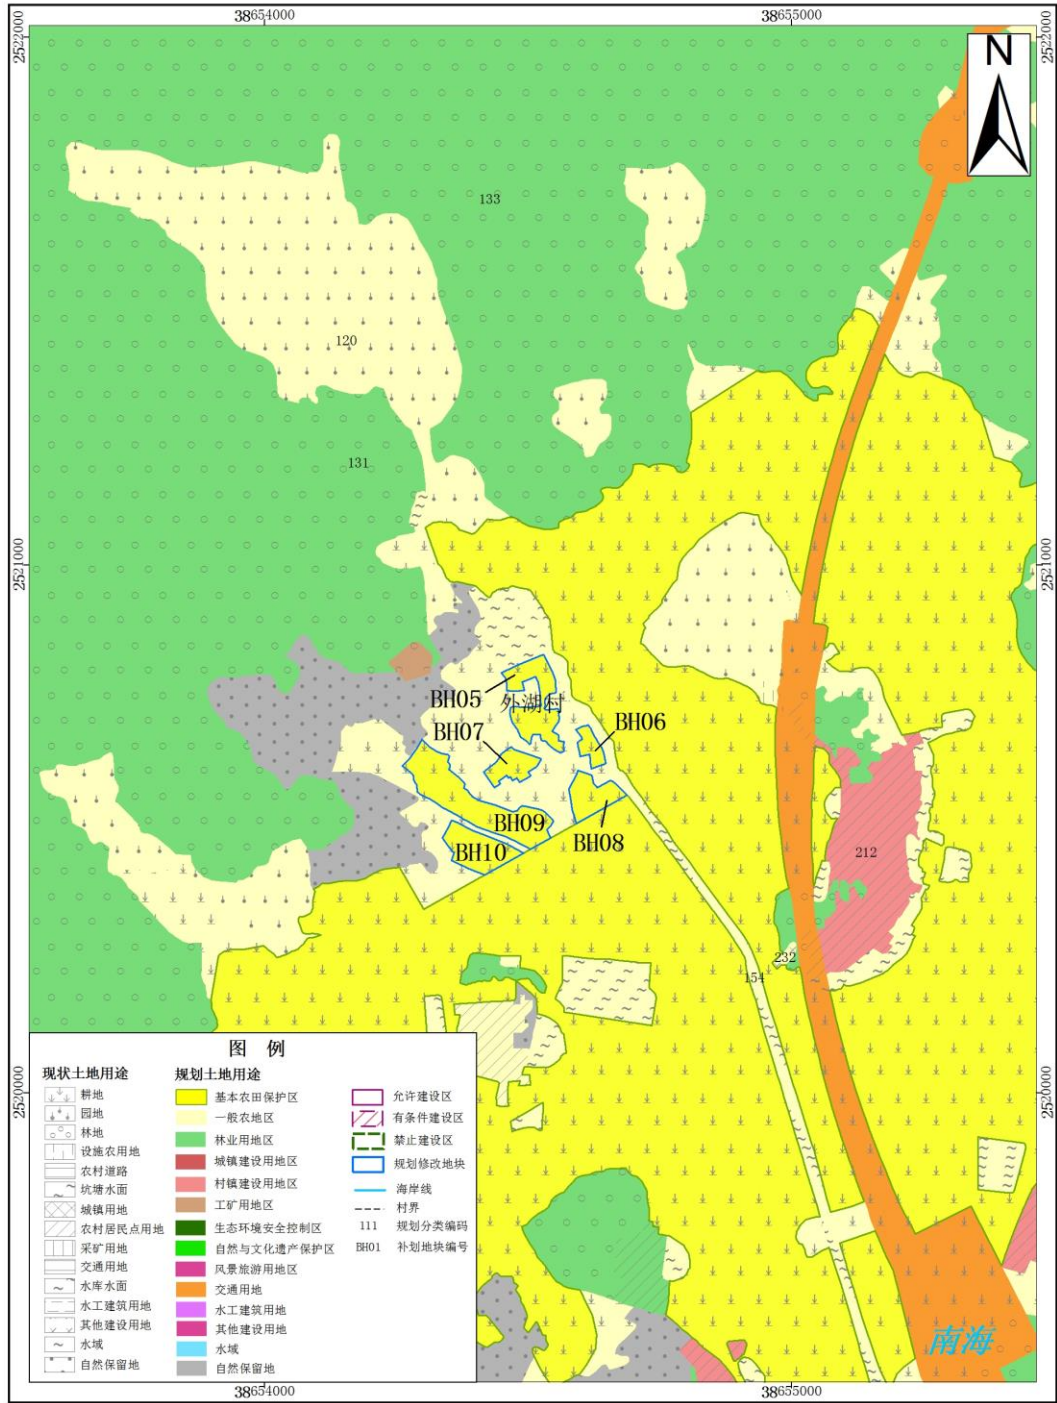 38654000
38655000
2522000
2522000
N
133
120
131
2521000
2521000
BH05
外湖村
BH06
BH07
BH09
BH08
BH10
212
232
154
2520000
2520000
南海
图 例
现状土地用途
耕地
园地
林地
设施农用地
农村道路
坑塘水面
城镇用地
农村居民点用地
采矿用地
交通用地
水库水面
水工建筑用地
其他建设用地
水域
自然保留地
规划土地用途
基本农田保护区
一般农地区
林业用地区
城镇建设用地区
村镇建设用地区
工矿用地区
生态环境安全控制区
自然与文化遗产保护区
风景旅游用地区
交通用地
水工建筑用地
其他建设用地
水域
自然保留地
允许建设区
有条件建设区
禁止建设区
规划修改地块
海岸线
村界
111 规划分类编码
BH01 补划地块编号
38654000
38655000